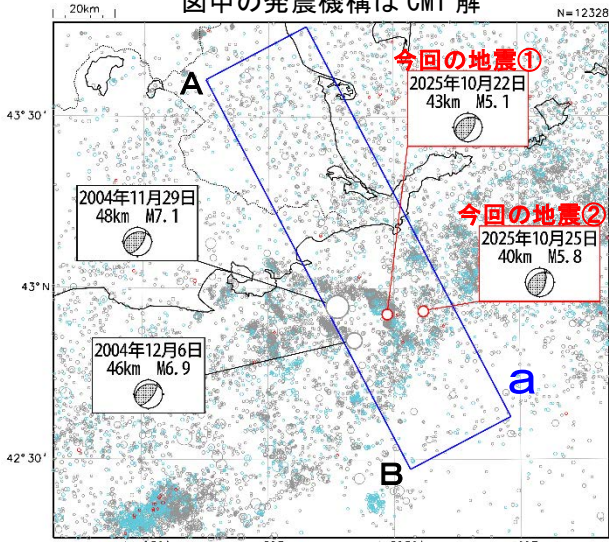 図中の発震機構は CMT 解
20km
N=12328
今回の地震①
A
2025年10月22日
43km M5.1
43° 30'
2004年11月29日
48km M7.1
今回の地震②
2025年10月25日
40km M5.8
43° N
2004年12月6日
46km M6.9
a
42° 30'
B